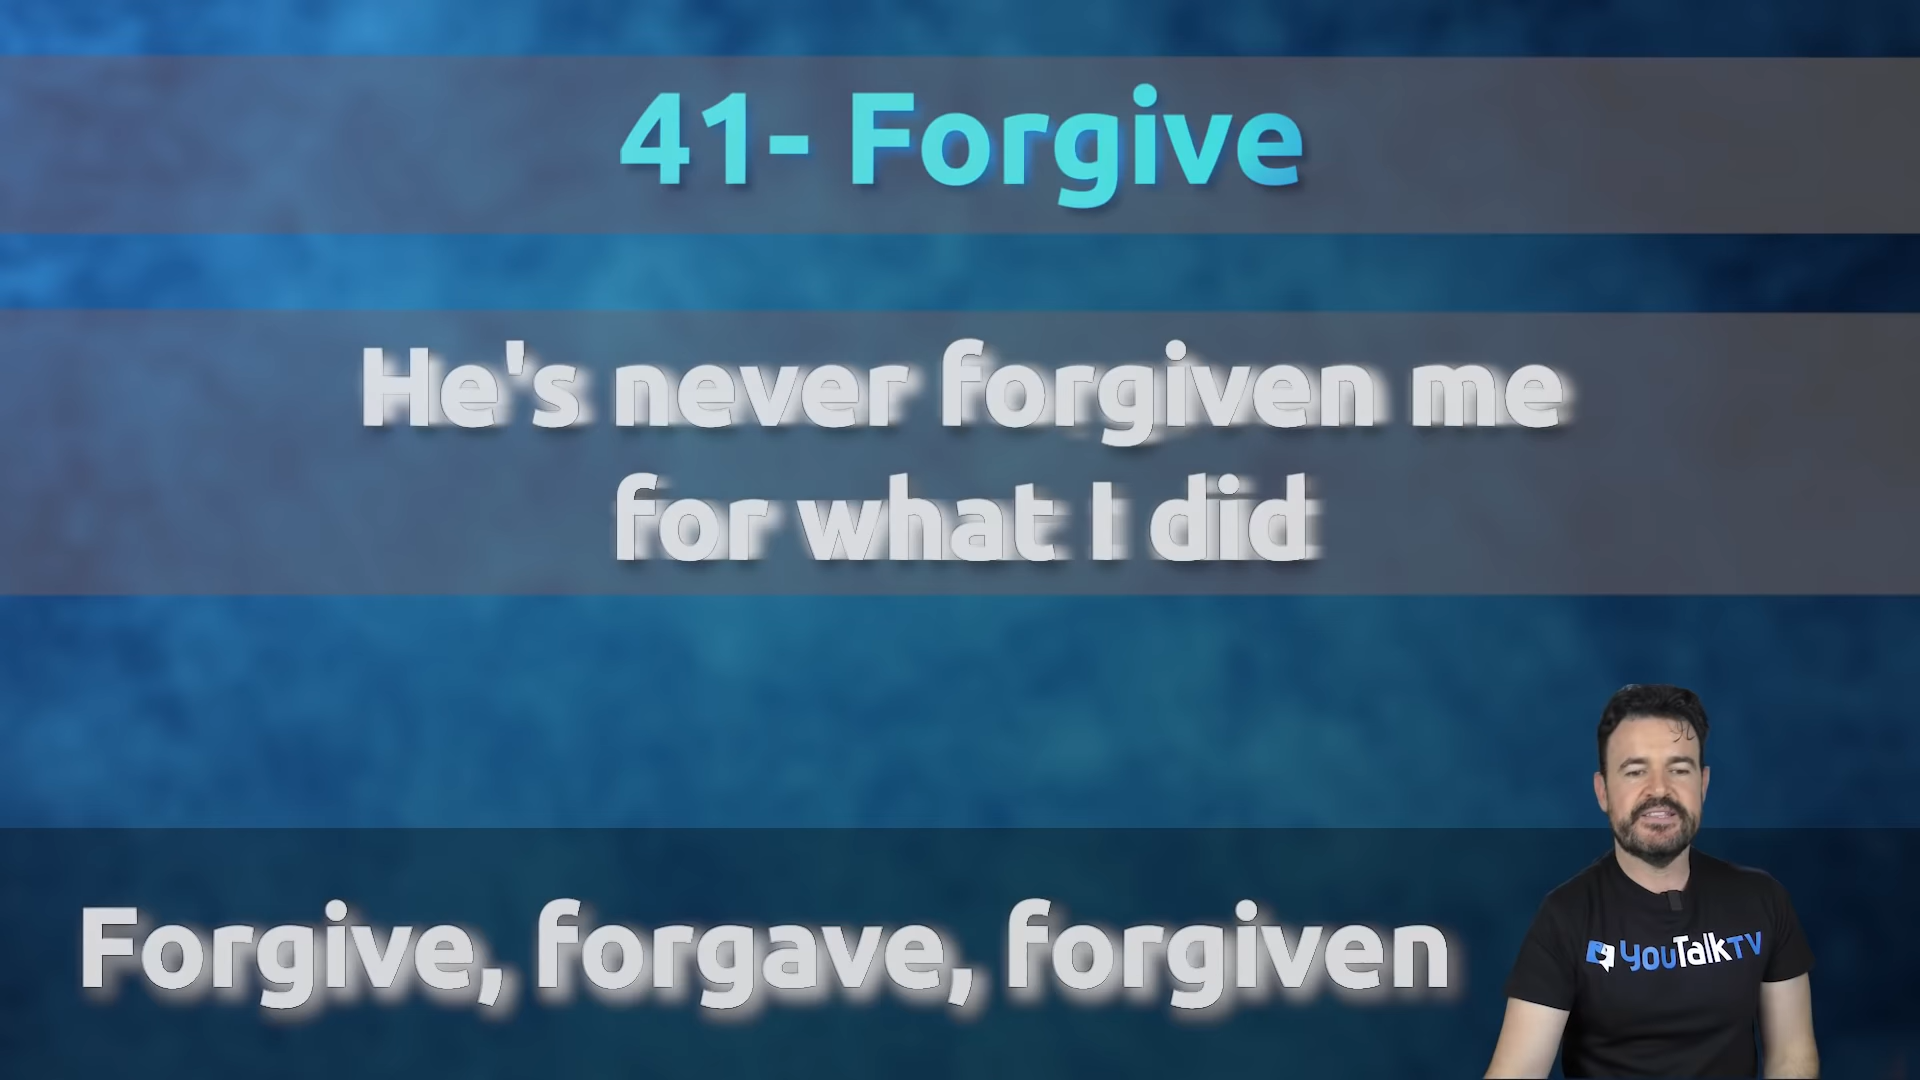 41- Forgive
He's never forgiven me
for what I did
Forgive, forgave, forgiven
YouTalkTV